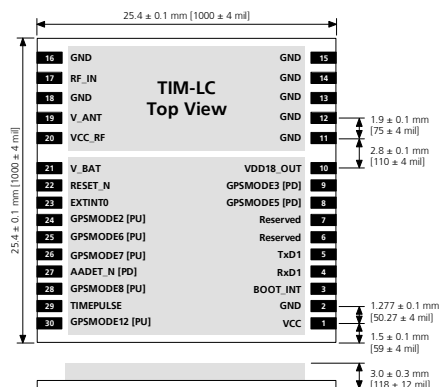 25.4 ± 0.1 mm [1000 ± 4 mil]
25.4 ± 0.1 mm [1000 ± 4 mil]
TIM-LC
Top View
16 GND GND 15
17 RF_IN GND 14
18 GND GND 13
19 V_ANT GND 12
20 VCC_RF GND 11
21 V_BAT VDD18_OUT 10
22 RESET_N GPSMODE3 [PD] 9
23 EXTINT0 GPSMODE5 [PD] 8
24 GPSMODE2 [PU] Reserved 7
25 GPSMODE6 [PU] Reserved 6
26 GPSMODE7 [PU] TxD1 5
27 AADET_N [PD] RxD1 4
28 GPSMODE8 [PU] BOOT_INT 3
29 TIMEPULSE GND 2
30 GPSMODE12 [PU] VCC 1
1.9 ± 0.1 mm
[75 ± 4 mil]
2.8 ± 0.1 mm
[110 ± 4 mil]
1.277 ± 0.1 mm
[50.27 ± 4 mil]
1.5 ± 0.1 mm
[59 ± 4 mil]
3.0 ± 0.3 mm
[118 ± 12 mil]